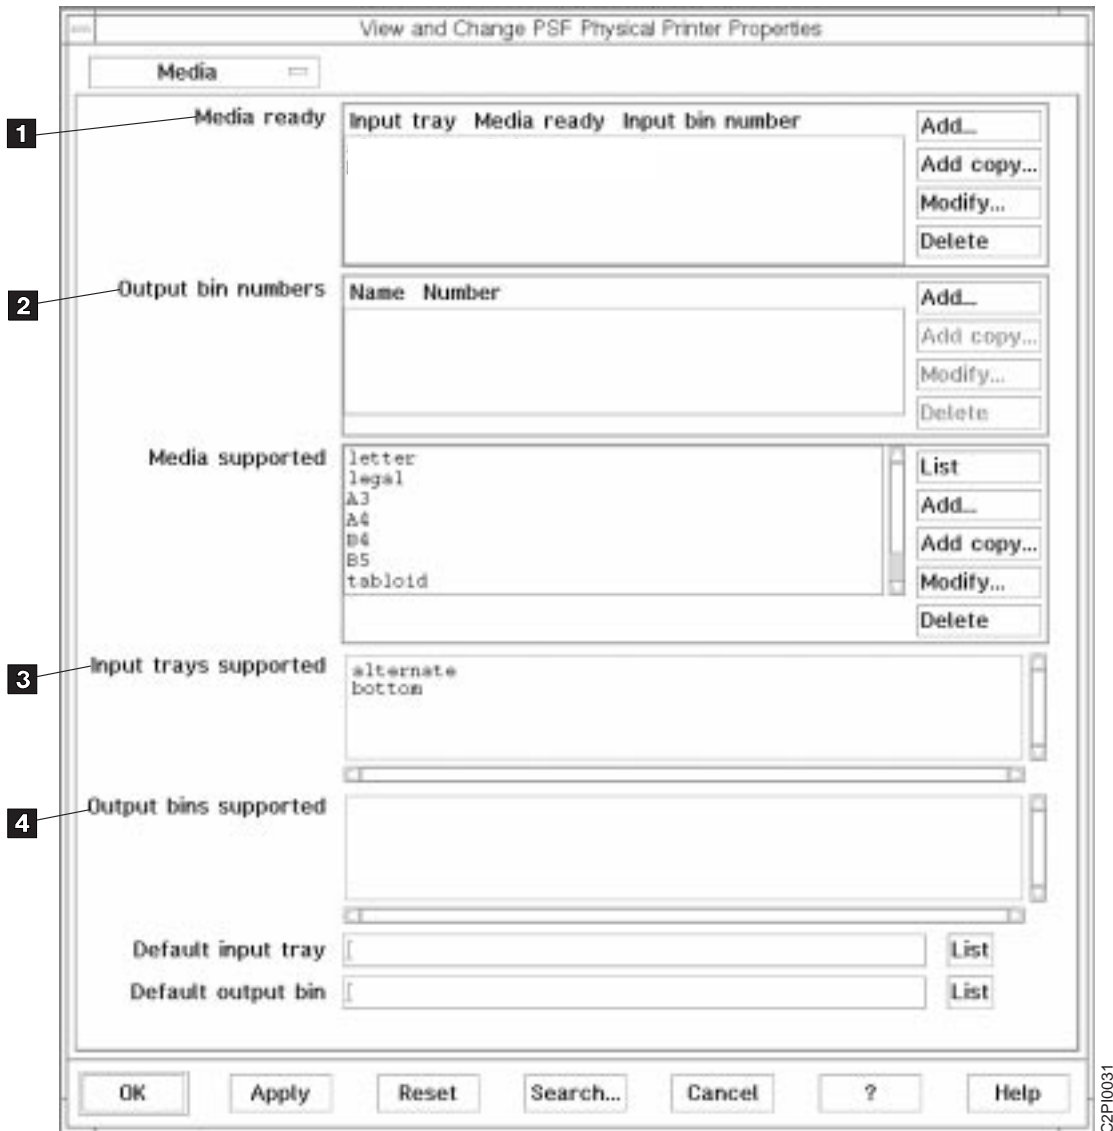 View and Change PSF Physical Printer Properties
Media
1
Media ready
Input tray Media ready Input bin number
Add...
Add copy...
Modify...
Delete
2
Output bin numbers
Name Number
Add...
Add copy...
Modify...
Delete
Media supported
letter
legal
A3
A4
B4
B5
tabloid
List
Add...
Add copy...
Modify...
Delete
3
Input trays supported
alternate
bottom
4
Output bins supported
Default input tray
List
Default output bin
List
OK Apply Reset Search... Cancel ? Help
C2PI0031